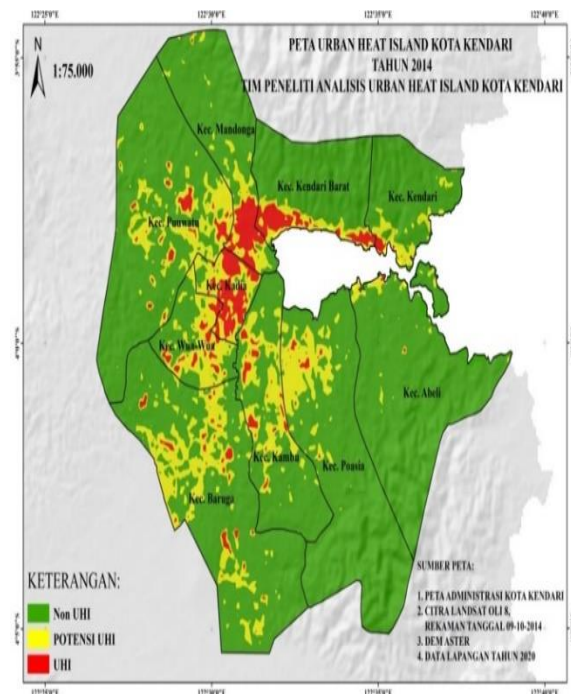 122°25'0"E 122°30'0"E 122°35'0"E 122°40'0"E
N
1:75.000
PETA URBAN HEAT ISLAND KOTA KENDARI
TAHUN 2014
TIM PENELITI ANALISIS URBAN HEAT ISLAND KOTA KENDARI
Kec. Mandonga
Kec. Kendari Barat
Kec. Kendari
Kec. Puuwatu
Kec. Kadia
Kec. Wua-Wua
Kec. Abeli
Kec. Kambu
Kec. Poasia
Kec. Baruga
KETERANGAN:
Non UHI
POTENSI UHI
UHI
SUMBER PETA:
1. PETA ADMINISTRASI KOTA KENDARI
2. CITRA LANDSAT OLI 8,
REKAMAN TANGGAL 09-10-2014
3. DEM ASTER
4. DATA LAPANGAN TAHUN 2020